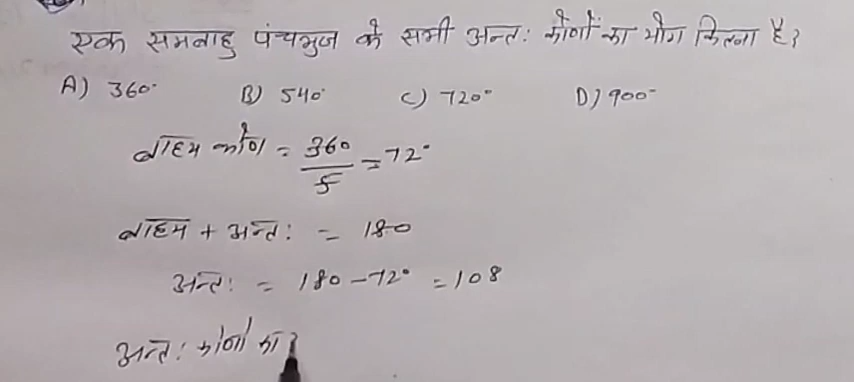 एक समबाहु पंचभुज के सभी अन्तः कोणों का योग कितना है?
A) 360° B) 540° C) 720° D) 900°
बाह्य कोण = 360/5 = 72°
बाह्य + अन्तः = 180
अन्तः = 180 - 72° = 108
अन्तः कोणों का